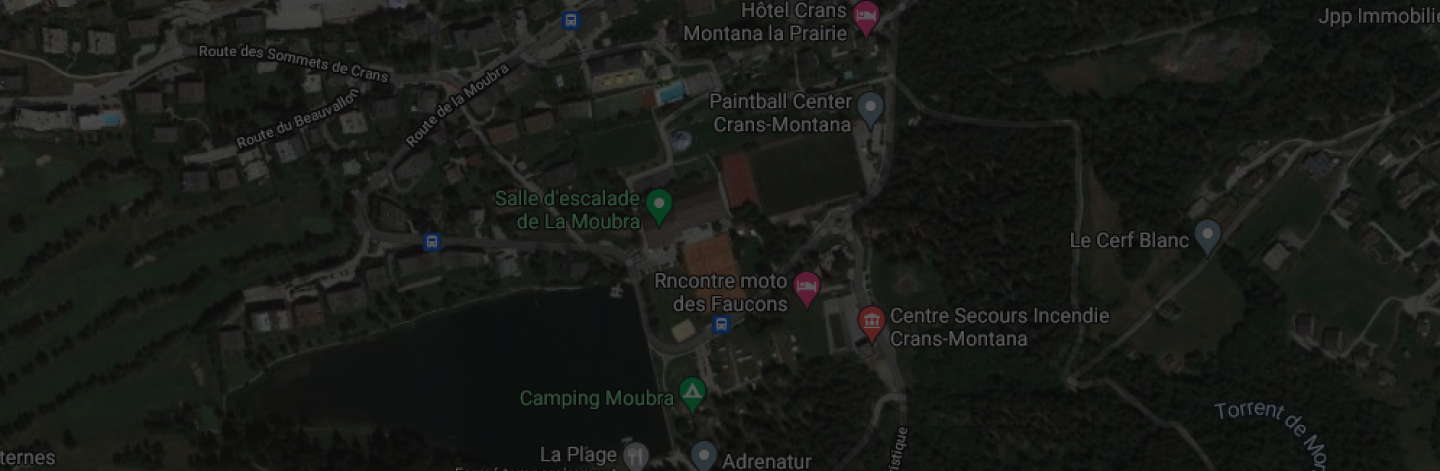 Hôtel Crans
Montana la Prairie
Jpp Immobilie
Route des Sommets de Crans
Route de la Moubra
Route du Beauvallon
Paintball Center
Crans-Montana
Salle d'escalade
de La Moubra
Le Cerf Blanc
Rncontre moto
des Faucons
Centre Secours Incendie
Crans-Montana
Camping Moubra
Torrent de Mo
ternes
La Plage
Adrenatur
istique